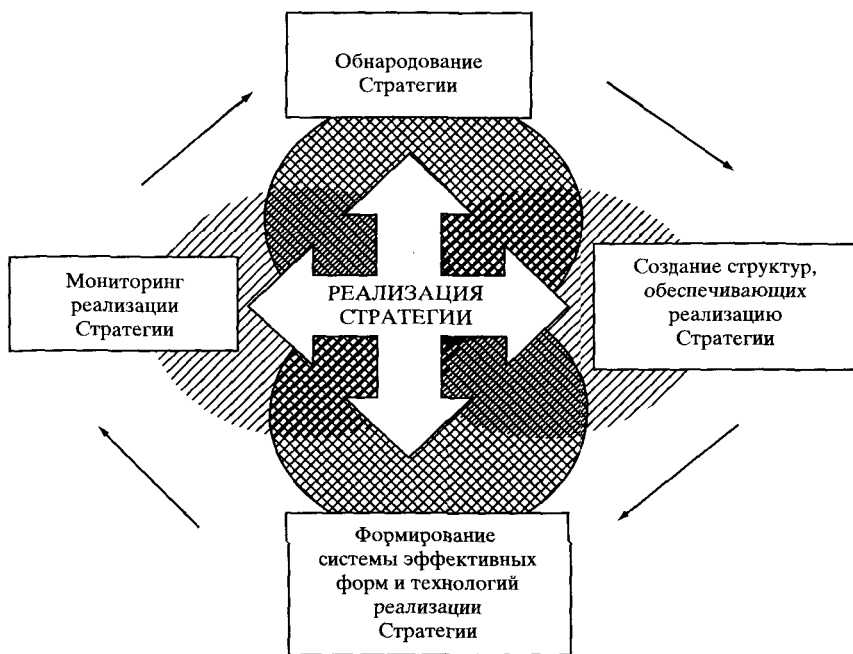 Обнародование
Стратегии
Мониторинг
реализации
Стратегии
РЕАЛИЗАЦИЯ
СТРАТЕГИИ
Создание структур,
обеспечивающих
реализацию
Стратегии
Формирование
системы эффективных
форм и технологий
реализации
Стратегии